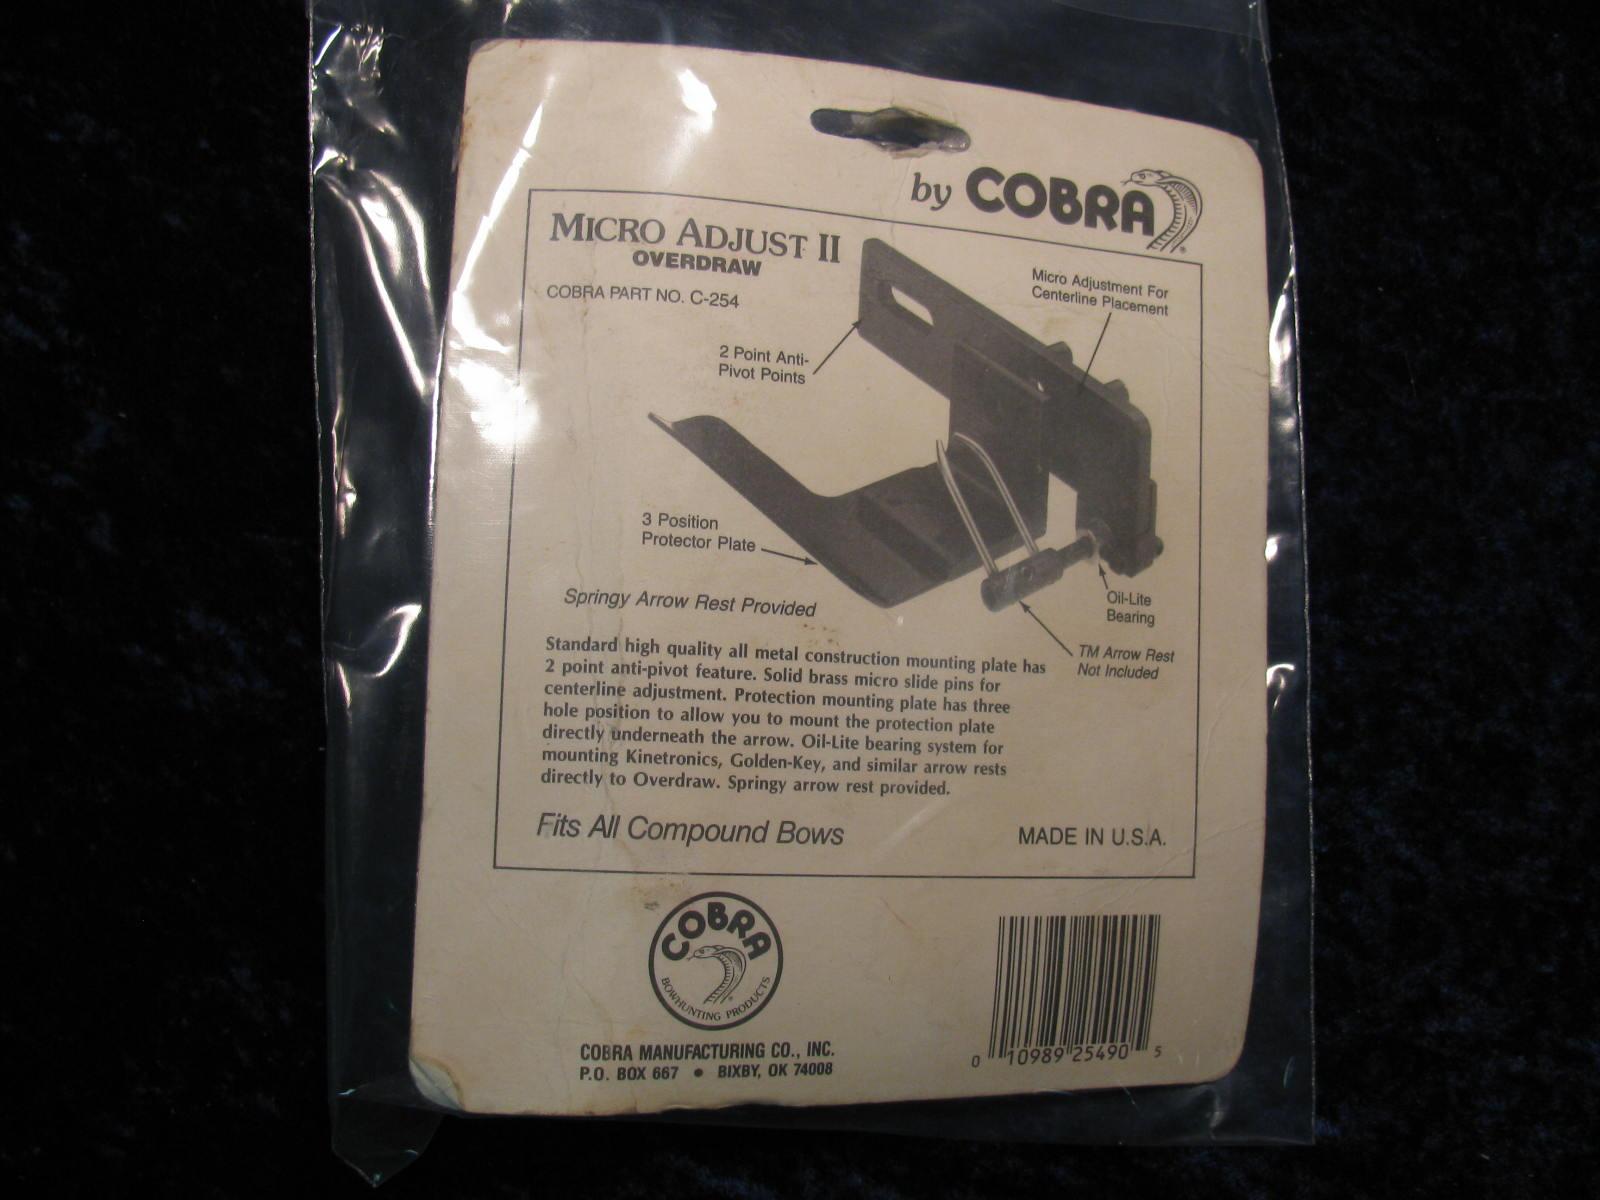 by COBRA
®
MICRO ADJUST II
OVERDRAW
COBRA PART NO. C-254
Micro Adjustment For
Centerline Placement
2 Point Anti-
Pivot Points
3 Position
Protector Plate
Springy Arrow Rest Provided
Oil-Lite
Bearing
TM Arrow Rest
Not Included
Standard high quality all metal construction mounting plate has
2 point anti-pivot feature. Solid brass micro slide pins for
centerline adjustment. Protection mounting plate has three
hole position to allow you to mount the protection plate
directly underneath the arrow. Oil-Lite bearing system for
mounting Kinetronics, Golden-Key, and similar arrow rests
directly to Overdraw. Springy arrow rest provided.
Fits All Compound Bows
MADE IN U.S.A.
COBRA
®
BOWHUNTING PRODUCTS
COBRA MANUFACTURING CO., INC.
P.O. BOX 667 • BIXBY, OK 74008
0 10989 25490 5